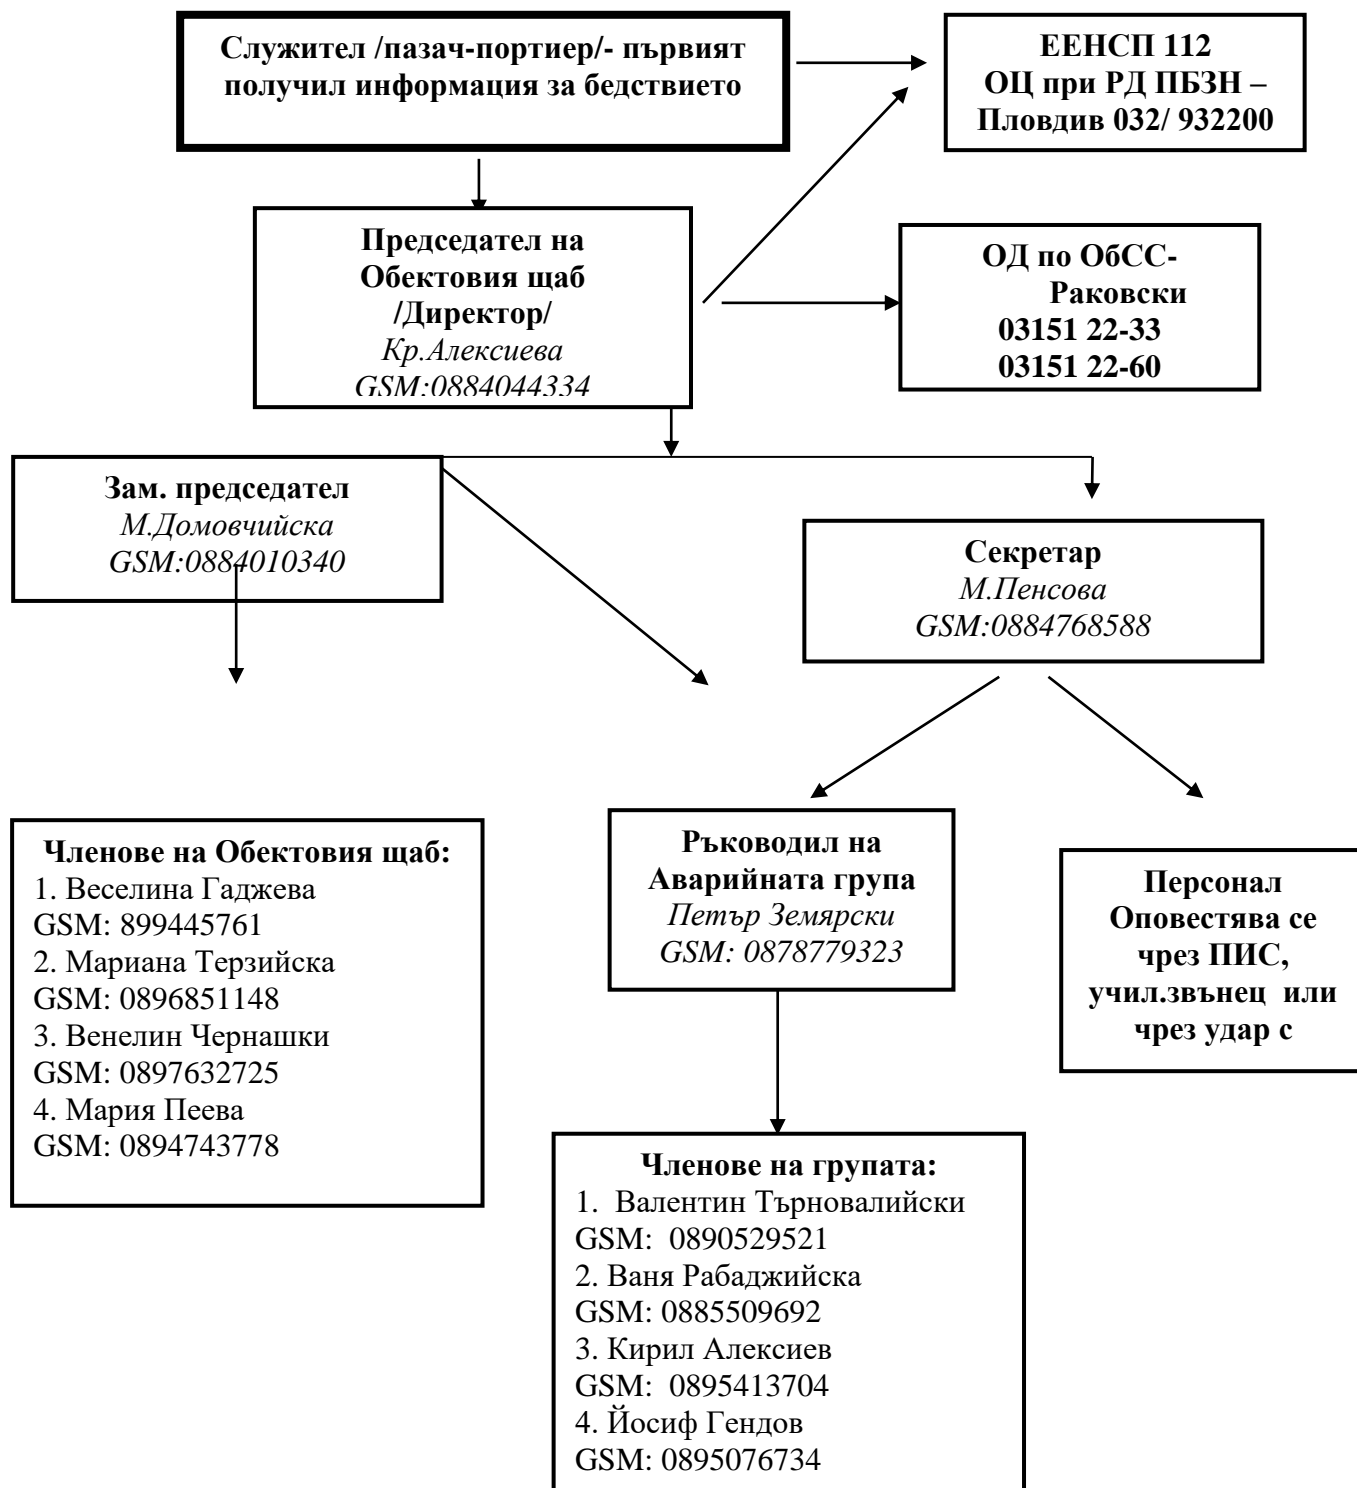 Служител /пазач-портиер/- първият
получил информация за бедствието
ЕЕНСП 112
ОЦ при РД ПБЗН –
Пловдив 032/ 932200
Председател на
Обектовия щаб
/Директор/
Кр.Алексиева
GSM:0884044334
ОД по ОбСС-
Раковски
03151 22-33
03151 22-60
Зам. председател
М.Домовчийска
GSM:0884010340
Секретар
М.Пенсова
GSM:0884768588
Членове на Обектовия щаб:
1. Веселина Гаджева
GSM: 899445761
2. Мариана Терзийска
GSM: 0896851148
3. Венелин Чернашки
GSM: 0897632725
4. Мария Пеева
GSM: 0894743778
Ръководил на
Аварийната група
Петър Земярски
GSM: 0878779323
Персонал
Оповестява се
чрез ПИС,
учил.звънец  или
чрез удар с
Членове на групата:
1.  Валентин Търновалийски
GSM:  0890529521
2. Ваня Рабаджийска
GSM: 0885509692
3. Кирил Алексиев
GSM:  0895413704
4. Йосиф Гендов
GSM: 0895076734